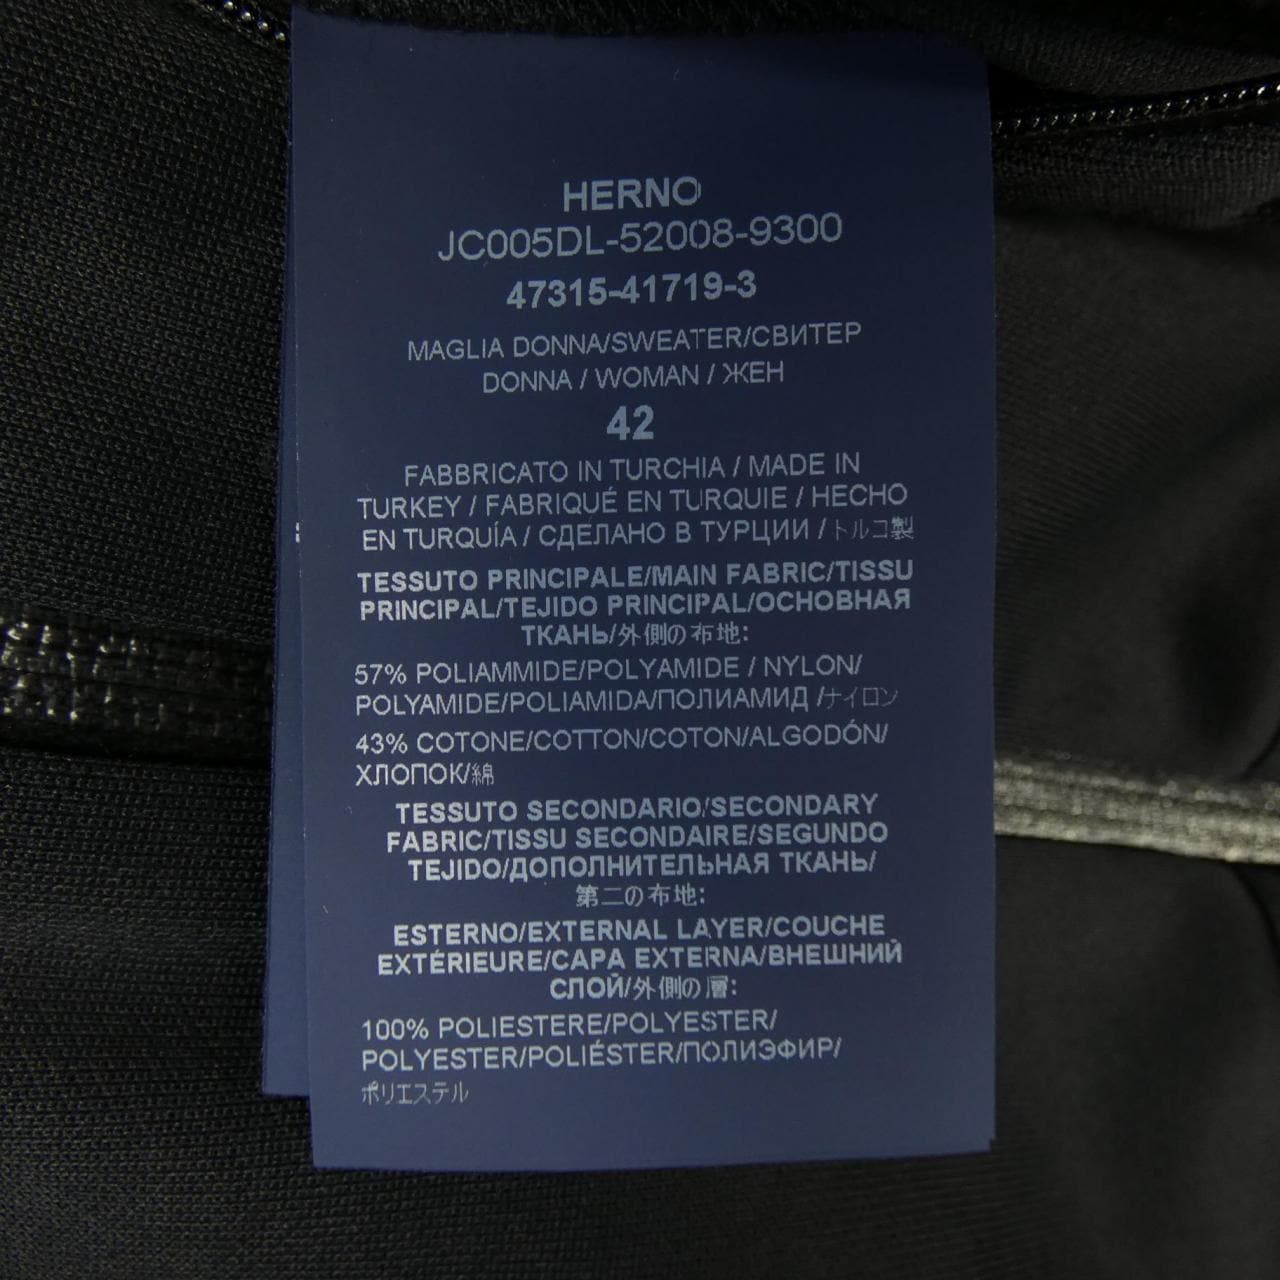 HERNO
JC005DL-52008-9300
47315-41719-3
MAGLIA DONNA/SWEATER/СВИТЕР
DONNA / WOMAN / ЖЕН
42
FABBRICATO IN TURCHIA / MADE IN
TURKEY / FABRIQUÉ EN TURQUIE / HECHO
EN TURQUÍA / СДЕЛАНО В ТУРЦИИ / トルコ製
TESSUTO PRINCIPALE/MAIN FABRIC/TISSU
PRINCIPAL/TEJIDO PRINCIPAL/ОСНОВНАЯ
ТКАНЬ/外側の布地:
57% POLIAMMIDE/POLYAMIDE / NYLON/
POLYAMIDE/POLIAMIDA/ПОЛИАМИД /ナイロン
43% COTONE/COTTON/COTON/ALGODÓN/
ХЛОПОК/綿
TESSUTO SECONDARIO/SECONDARY
FABRIC/TISSU SECONDAIRE/SEGUNDO
TEJIDO/ДОПОЛНИТЕЛЬНАЯ ТКАНЬ/
第二の布地:
ESTERNO/EXTERNAL LAYER/COUCHE
EXTÉRIEURE/CAPA EXTERNA/ВНЕШНИЙ
СЛОЙ/外側の層:
100% POLIESTERE/POLYESTER/
POLYESTER/POLIÉSTER/ПОЛИЭФИР/
ポリエステル